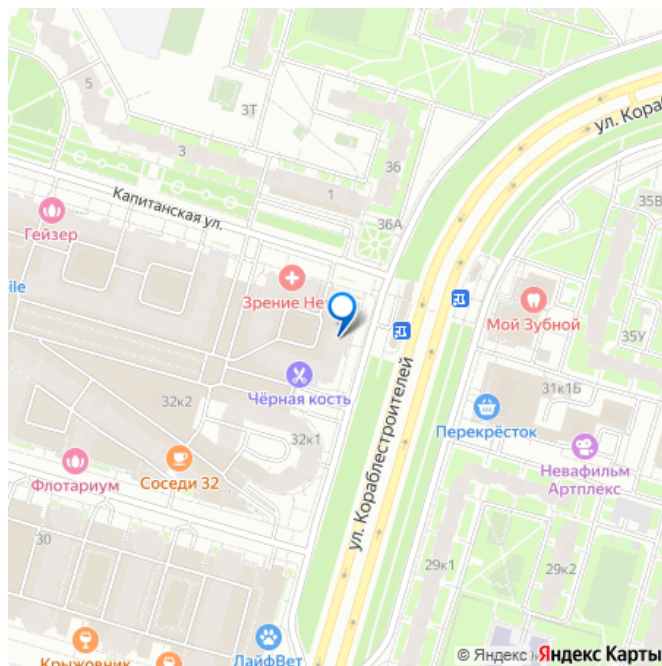 ул. Кораб
5
3Т
3
36
1
Капитанская ул.
36А
35В
Гейзер
ile
Зрение Не
Мой Зубной
35У
31к1Б
Чёрная кость
32к2
Перекрёсток
32к1
Невафильм
Артплекс
ул. Кораблестроителей
Флотариум
Соседи 32
30
29к1
29к2
Крыжовник
ЛайфВет
© Яндекс
Яндекс Карты